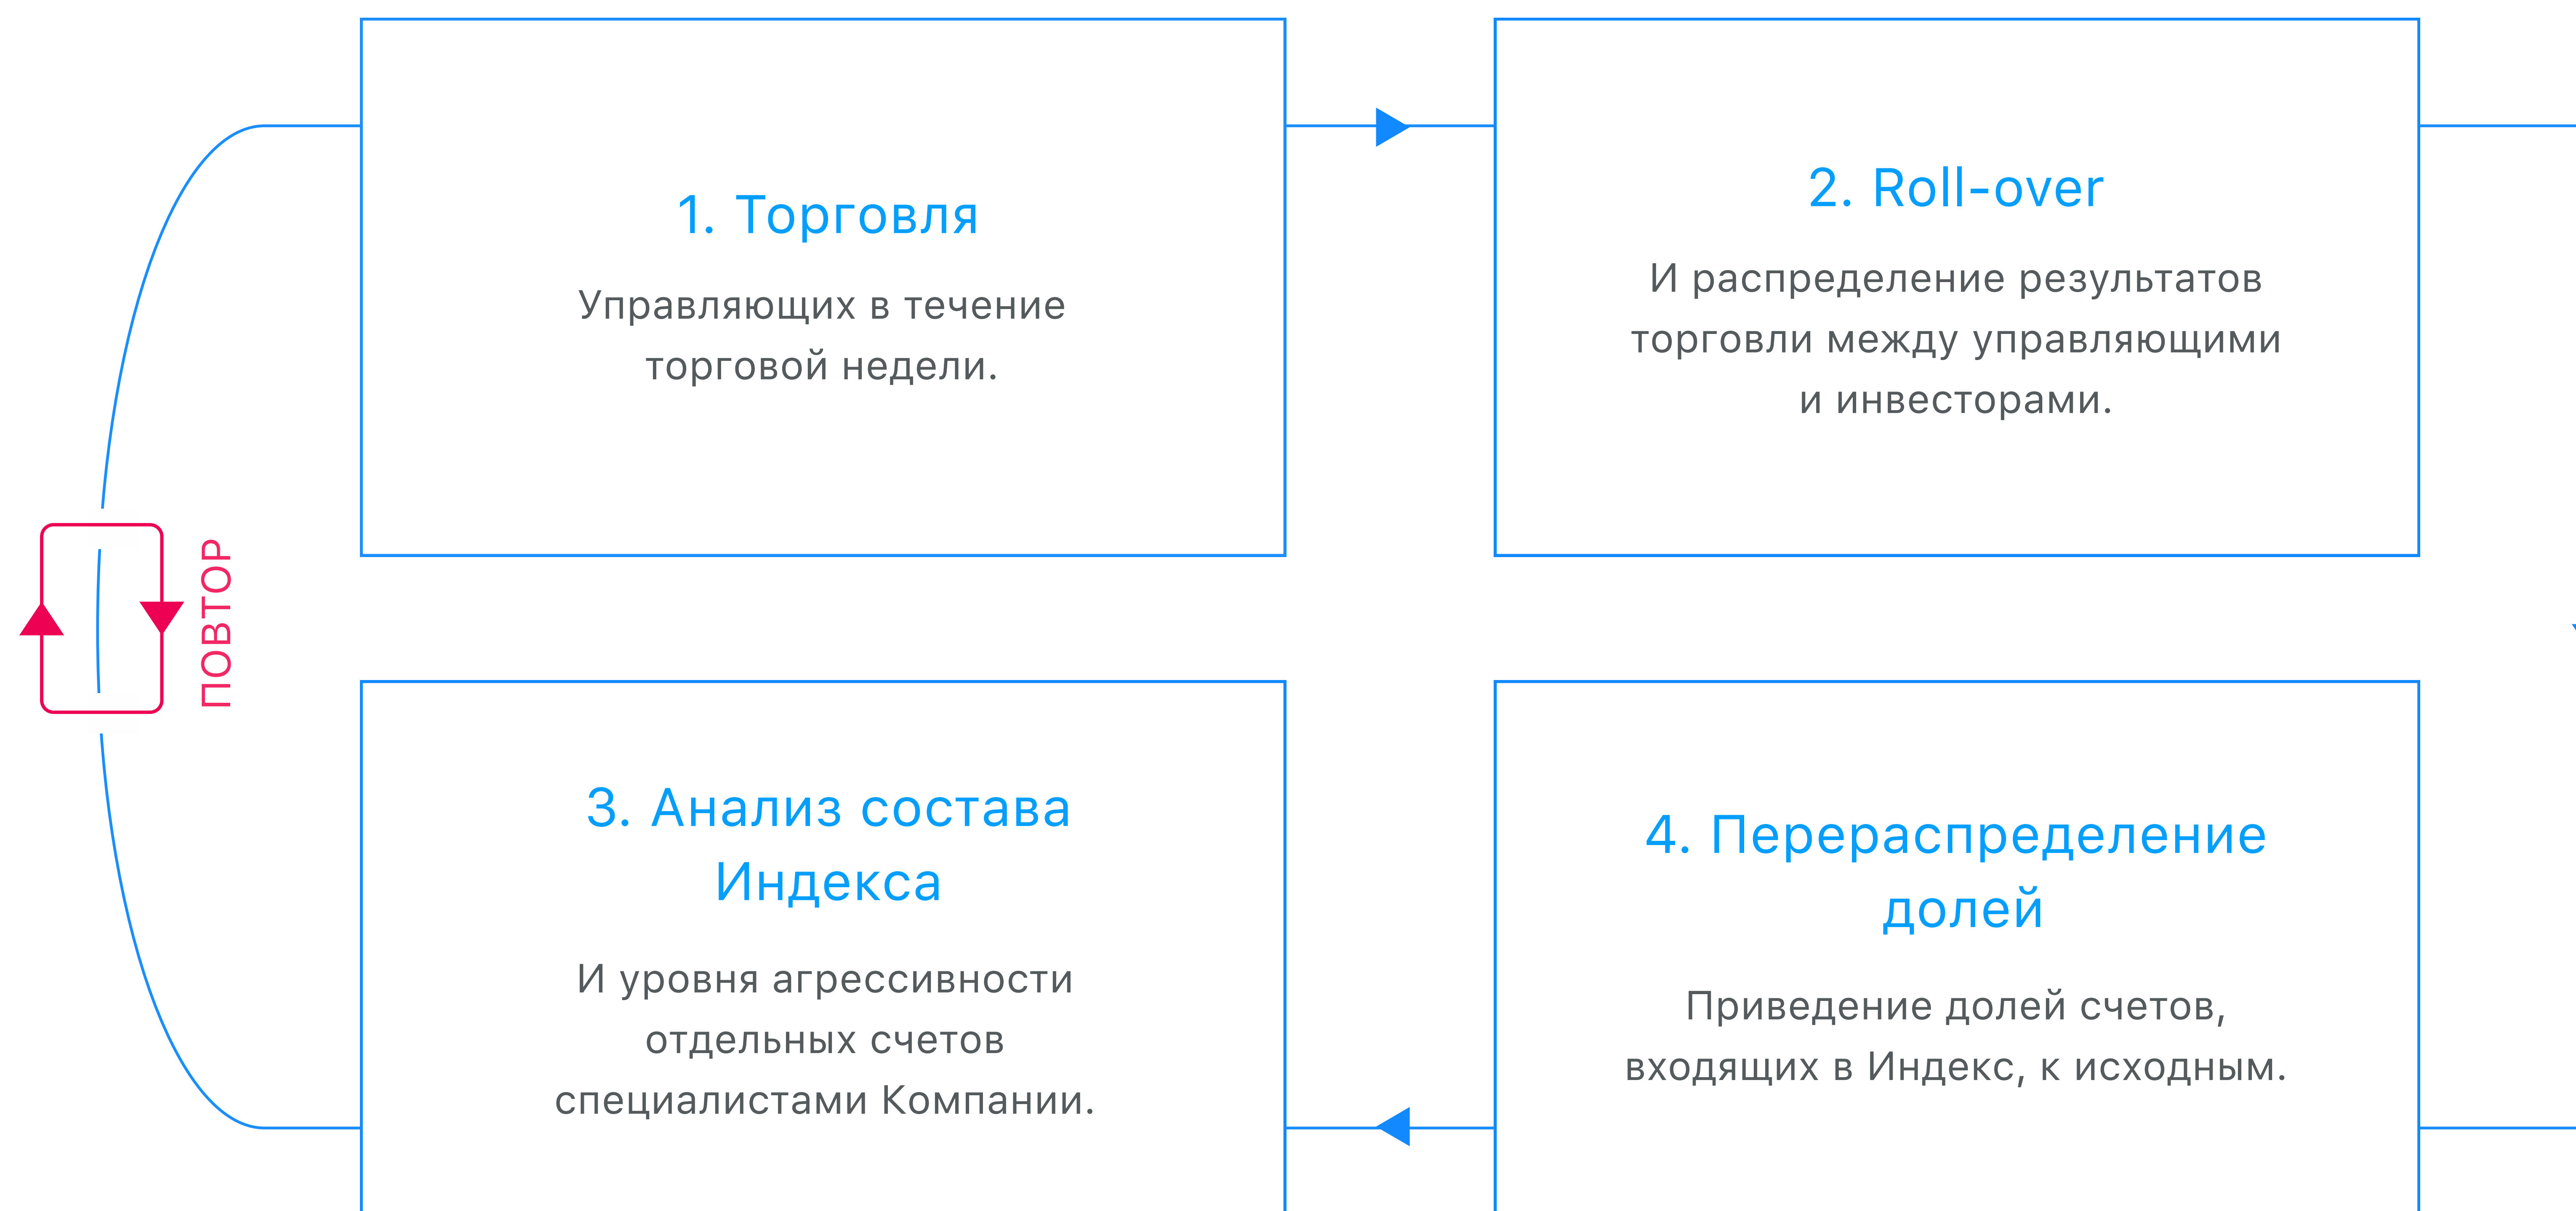 1. Торговля
Управляющих в течение
торговой недели.
2. Roll-over
И распределение результатов
торговли между управляющими
и инвесторами.
ПОВТОР
3. Анализ состава
Индекса
И уровня агрессивности
отдельных счетов
специалистами Компании.
4. Перераспределение
долей
Приведение долей счетов,
входящих в Индекс, к исходным.